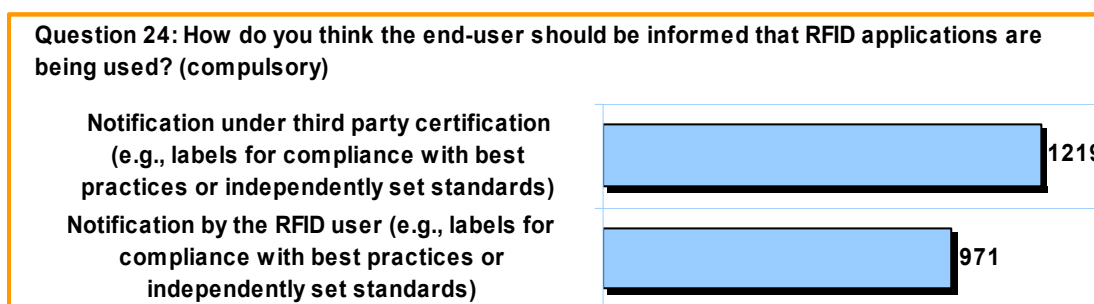 Question 24: How do you think the end-user should be informed that RFID applications are
being used? (compulsory)
Notification under third party certification
(e.g., labels for compliance with best
practices or independently set standards)
1219
Notification by the RFID user (e.g., labels for
compliance with best practices or
independently set standards)
971